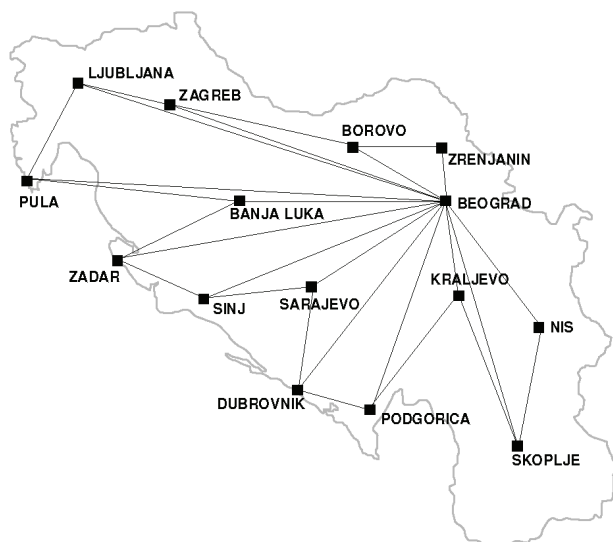 LJUBLJANA
ZAGREB
BOROVO
ZRENJANIN
PULA
BANJA LUKA
BEOGRAD
ZADAR
SINJ
SARAJEVO
KRALJEVO
NIS
DUBROVNIK
PODGORICA
SKOPLJE